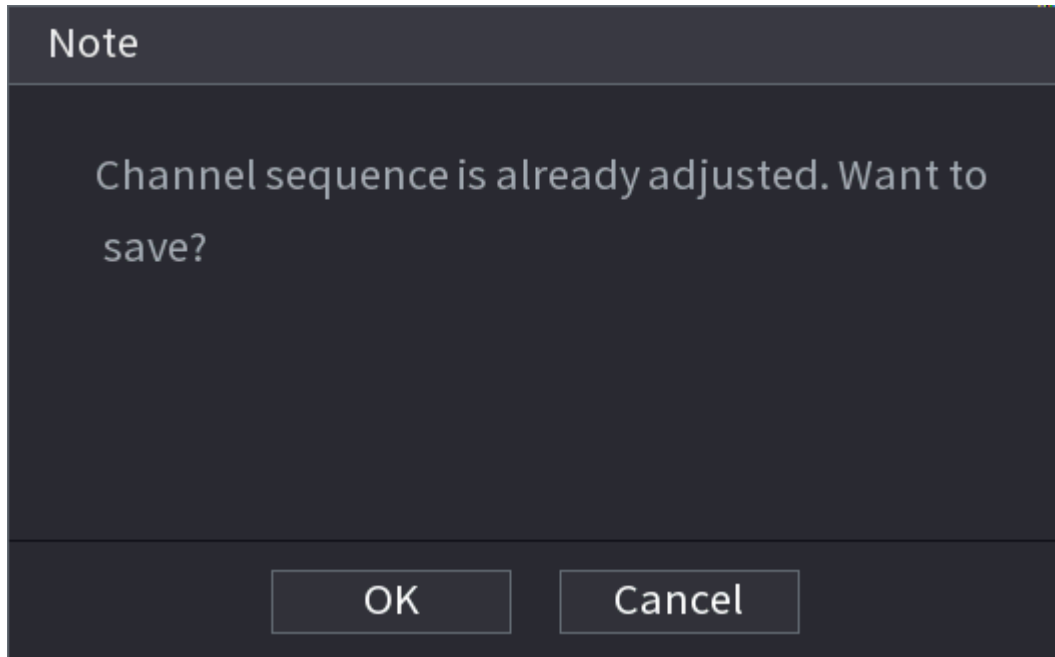 Note
Channel sequence is already adjusted. Want to
save?
OK
Cancel